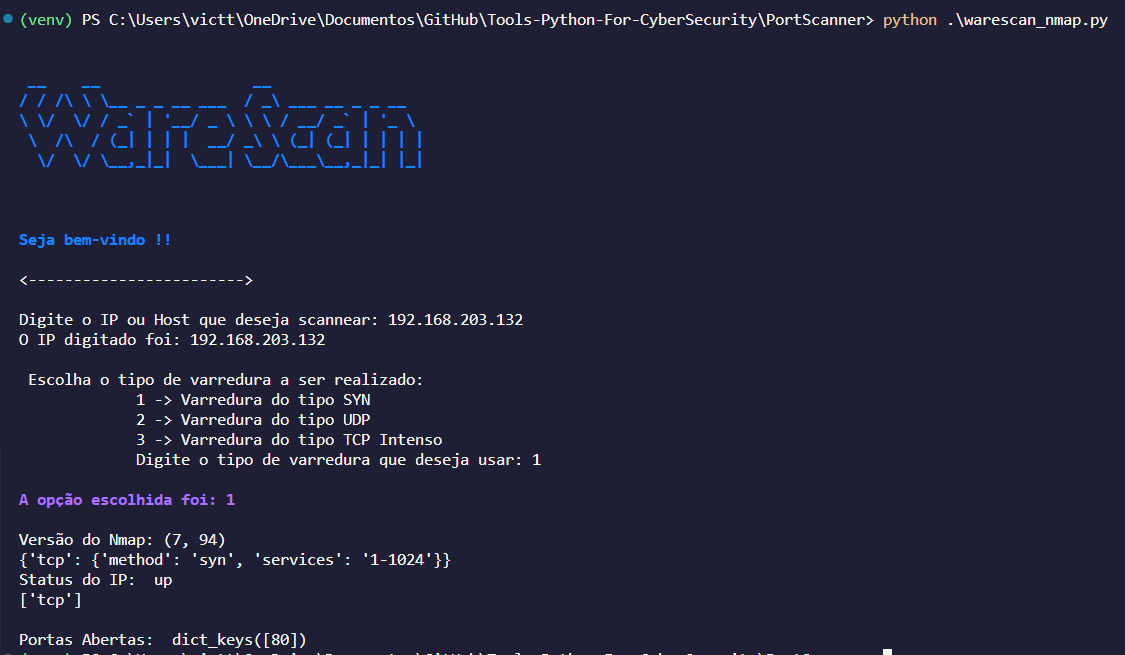 (venv) PS C:\Users\victt\OneDrive\Documentos\GitHub\Tools-Python-For-CyberSecurity\PortScanner> python .\warescan_nmap.py
WareScan
Seja bem-vindo !!
<------------------------>
Digite o IP ou Host que deseja scannear: 192.168.203.132
O IP digitado foi: 192.168.203.132
Escolha o tipo de varredura a ser realizado:
1 -> Varredura do tipo SYN
2 -> Varredura do tipo UDP
3 -> Varredura do tipo TCP Intenso
Digite o tipo de varredura que deseja usar: 1
A opção escolhida foi: 1
Versão do Nmap: (7, 94)
{'tcp': {'method': 'syn', 'services': '1-1024'}}
Status do IP:  up
['tcp']
Portas Abertas:  dict_keys([80])